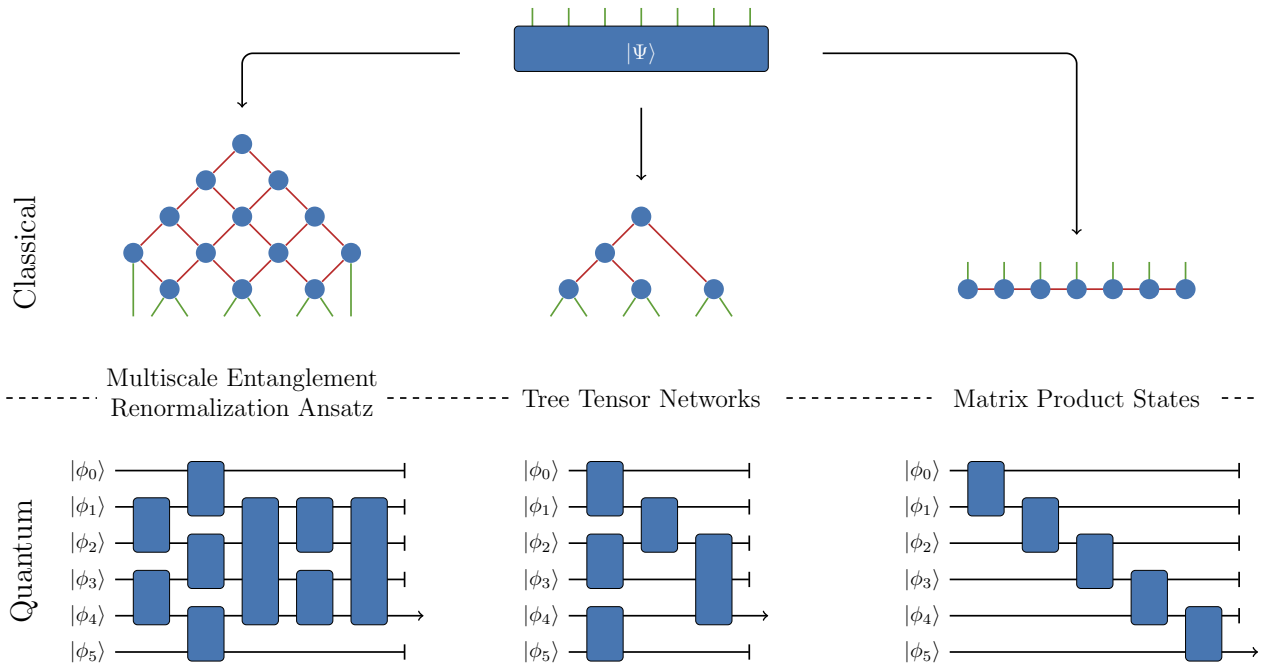 |Ψ⟩
Classical
Multiscale Entanglement
Renormalization Ansatz
Tree Tensor Networks
Matrix Product States
Quantum
|ϕ₀⟩
|ϕ₁⟩
|ϕ₂⟩
|ϕ₃⟩
|ϕ₄⟩
|ϕ₅⟩
|ϕ₀⟩
|ϕ₁⟩
|ϕ₂⟩
|ϕ₃⟩
|ϕ₄⟩
|ϕ₅⟩
|ϕ₀⟩
|ϕ₁⟩
|ϕ₂⟩
|ϕ₃⟩
|ϕ₄⟩
|ϕ₅⟩